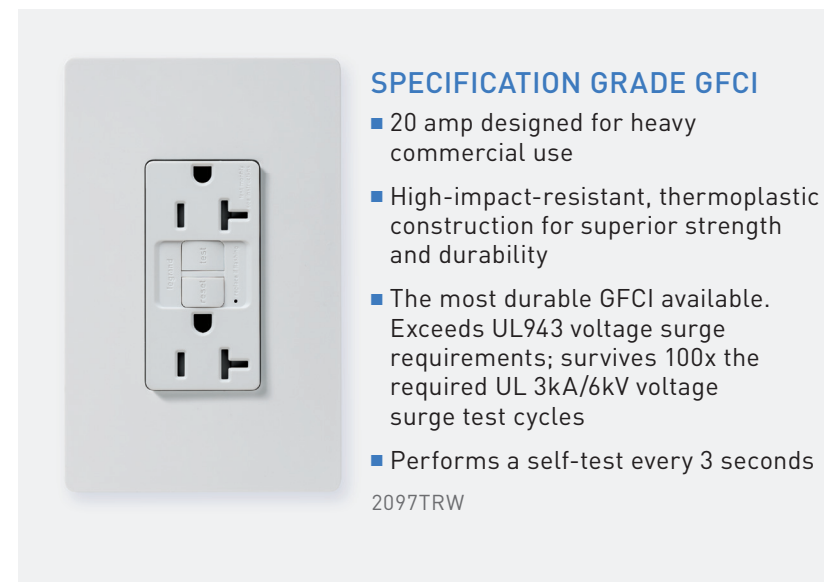 SPECIFICATION GRADE GFCI
■ 20 amp designed for heavy
commercial use
■ High-impact-resistant, thermoplastic
construction for superior strength
and durability
■ The most durable GFCI available.
Exceeds UL943 voltage surge
requirements; survives 100x the
required UL 3kA/6kV voltage
surge test cycles
■ Performs a self-test every 3 seconds
2097TRW
legrand
test
reset